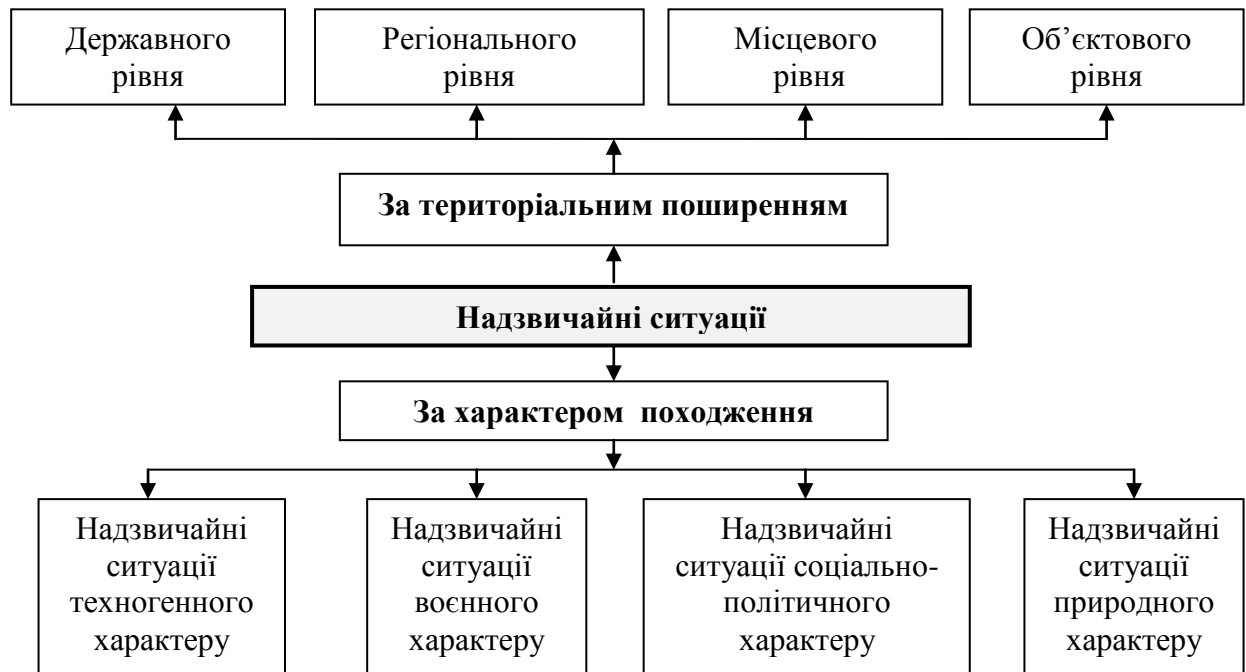 Державного
рівня
Регіонального
рівня
Місцевого
рівня
Об’єктового
рівня
За територіальним поширенням
Надзвичайні ситуації
За характером походження
Надзвичайні
ситуації
техногенного
характеру
Надзвичайні
ситуації
воєнного
характеру
Надзвичайні
ситуації соціально-
політичного
характеру
Надзвичайні
ситуації
природного
характеру